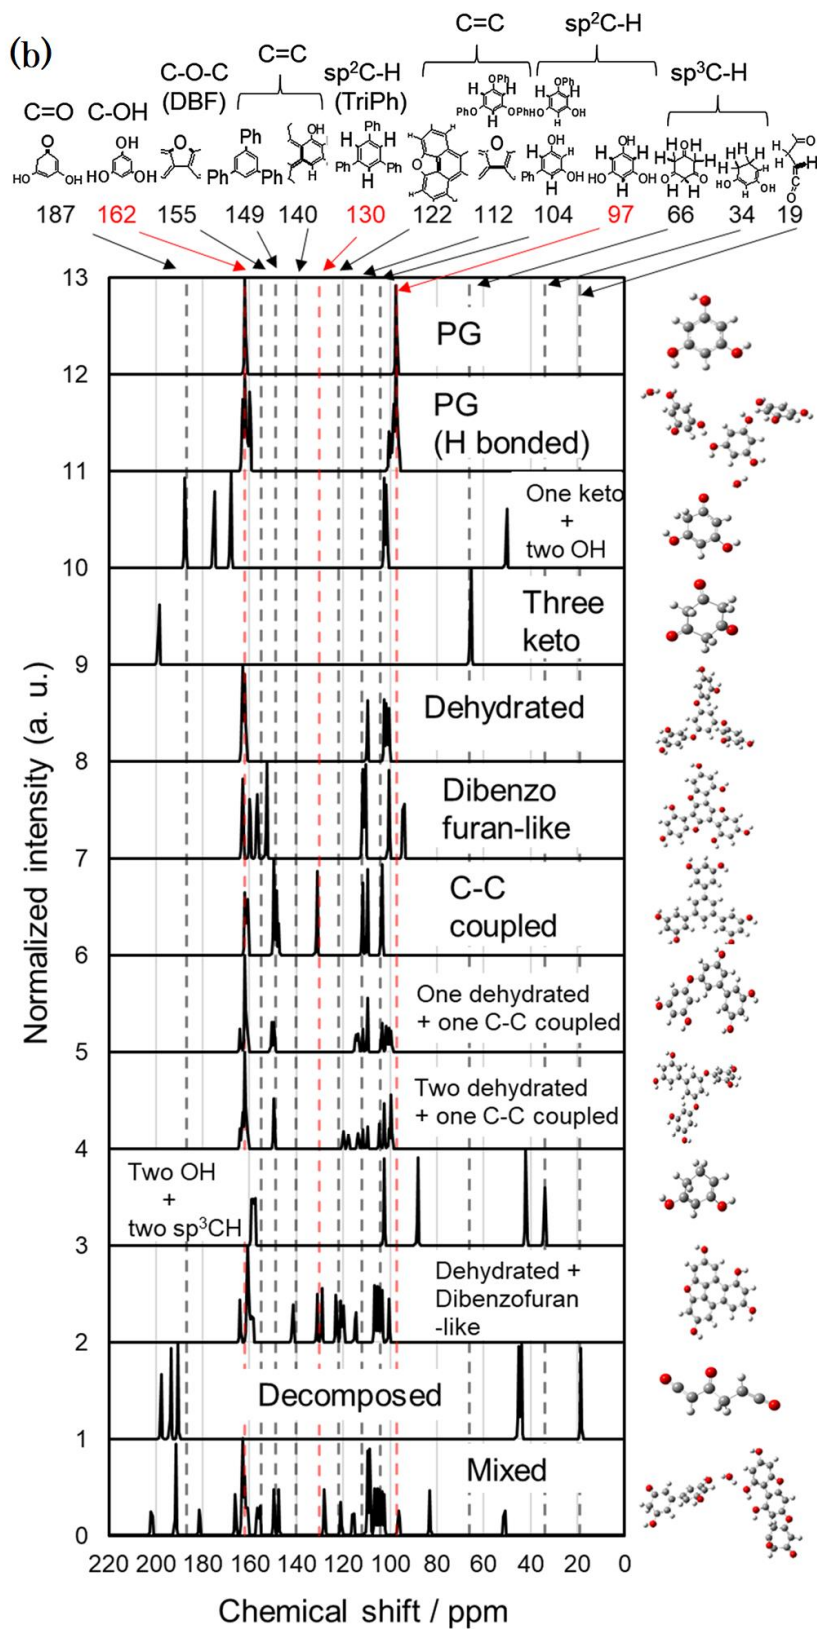 (b)
C=C
sp²C-H
C-O-C
(DBF)
C=C
sp²C-H
(TriPh)
sp³C-H
C=O
C-OH
187
162
155
149
140
130
122
112
104
97
66
34
19
Normalized intensity (a. u.)
13
PG
12
PG
(H bonded)
11
One keto
+
two OH
10
Three
keto
9
Dehydrated
8
Dibenzo
furan-like
7
C-C
coupled
6
One dehydrated
+ one C-C coupled
5
Two dehydrated
+ one C-C coupled
4
Two OH
+
two sp³CH
3
Dehydrated +
Dibenzofuran
-like
2
Decomposed
1
Mixed
0
220 200 180 160 140 120 100 80 60 40 20 0
Chemical shift / ppm